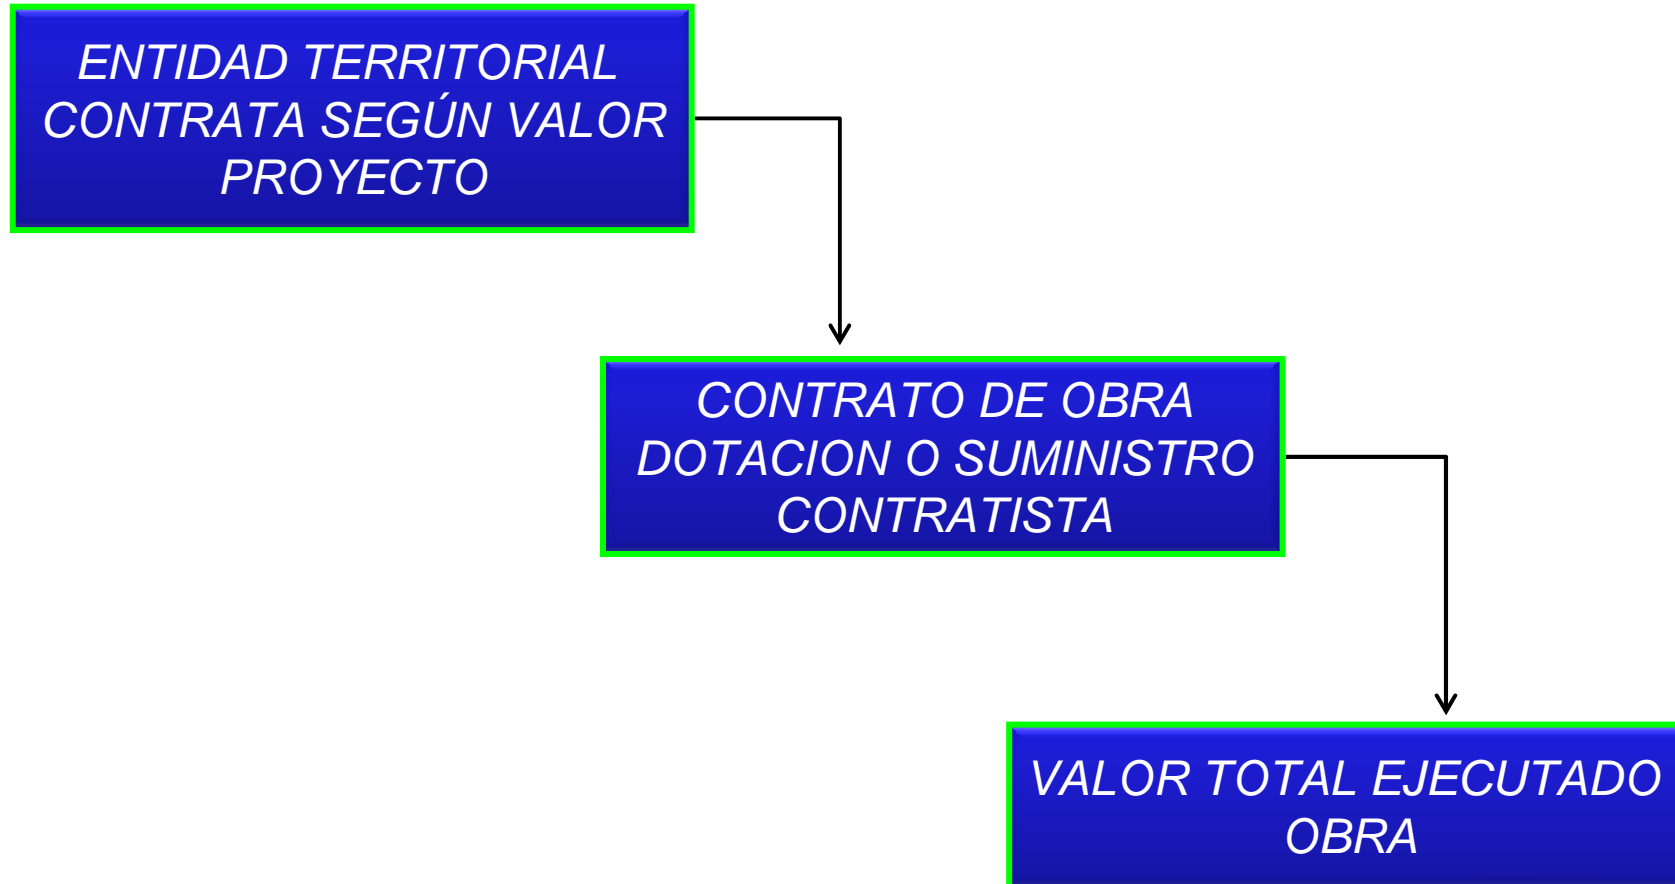 ENTIDAD TERRITORIAL
CONTRATA SEGÚN VALOR
PROYECTO
CONTRATO DE OBRA
DOTACION O SUMINISTRO
CONTRATISTA
VALOR TOTAL EJECUTADO
OBRA